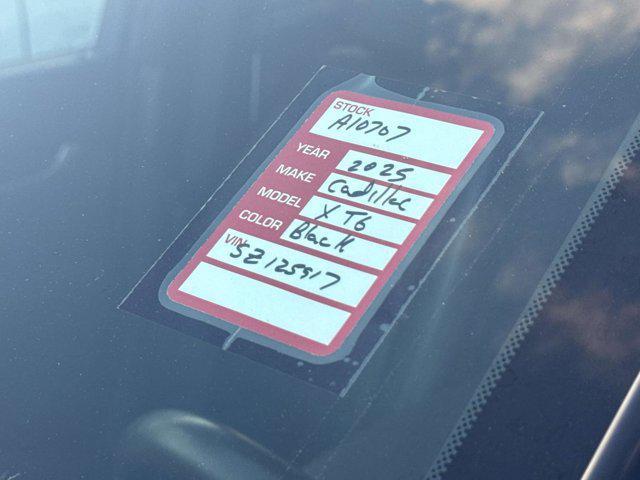 STOCK
A10707
YEAR 2025
MAKE Cadillac
MODEL XT6
COLOR Black
VIN SZ125917